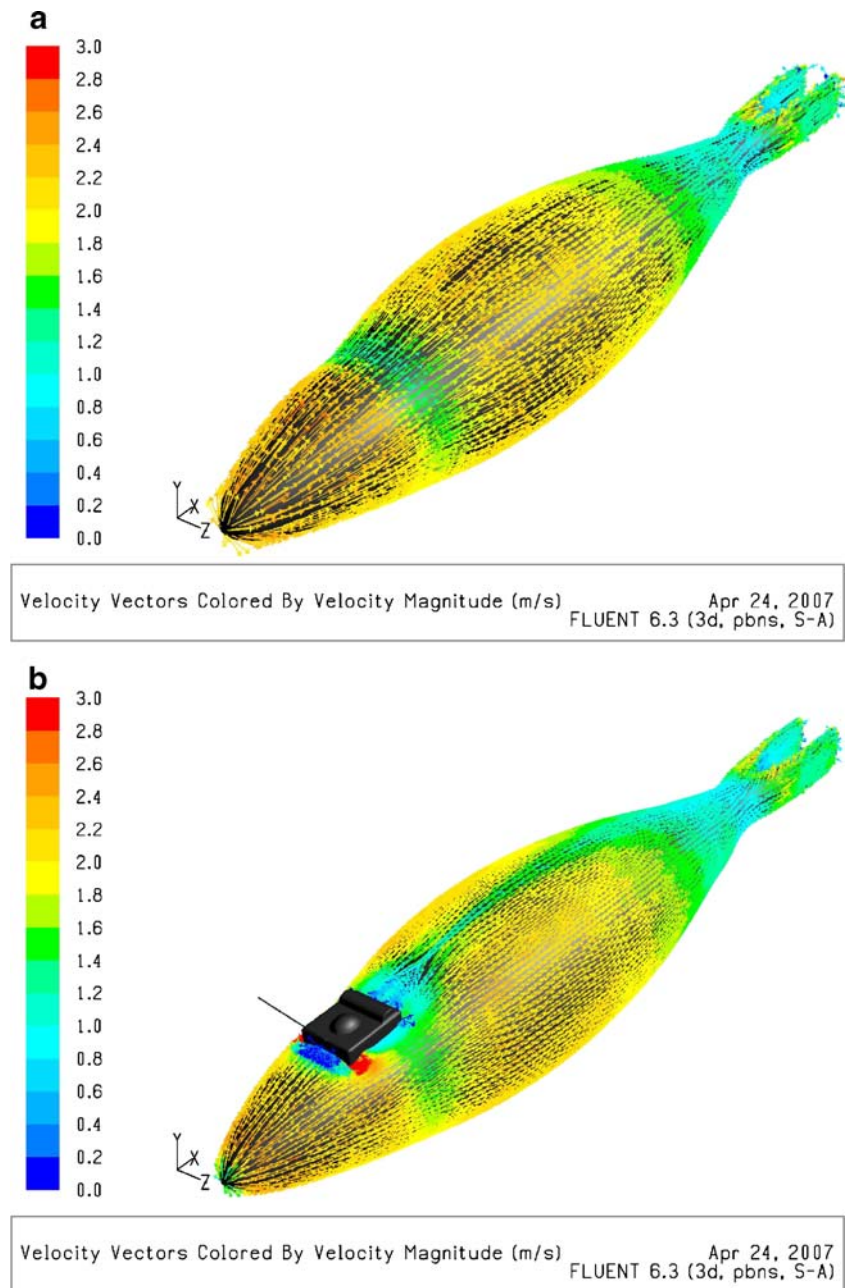 a
3.0
2.8
2.6
2.4
2.2
2.0
1.8
1.6
1.4
1.2
1.0
0.8
0.6
0.4
0.2
0.0
Y
X
Z
Velocity Vectors Colored By Velocity Magnitude (m/s) Apr 24, 2007
FLUENT 6.3 (3d, pbns, S-A)
b
3.0
2.8
2.6
2.4
2.2
2.0
1.8
1.6
1.4
1.2
1.0
0.8
0.6
0.4
0.2
0.0
Y
X
Z
Velocity Vectors Colored By Velocity Magnitude (m/s) Apr 24, 2007
FLUENT 6.3 (3d, pbns, S-A)